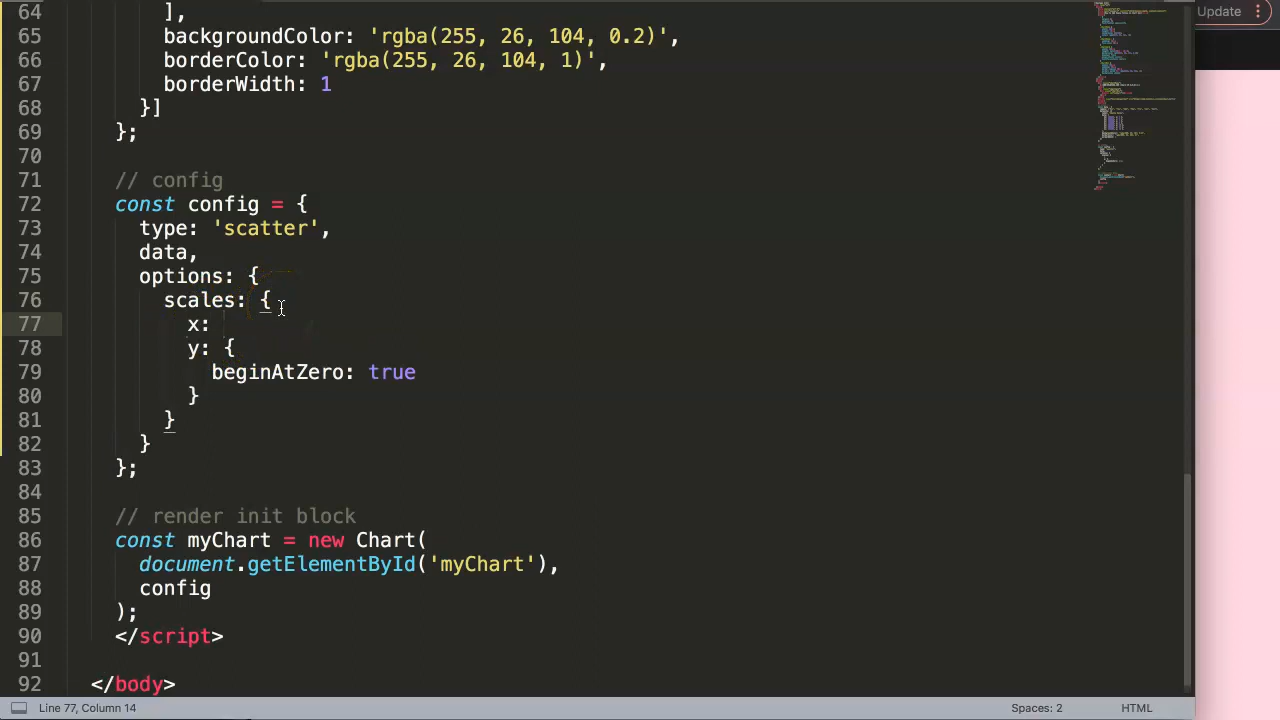 64 ],
65 backgroundColor: 'rgba(255, 26, 104, 0.2)',
66 borderColor: 'rgba(255, 26, 104, 1)',
67 borderWidth: 1
68 }]
69 };
70
71 // config
72 const config = {
73 type: 'scatter',
74 data,
75 options: {
76 scales: {
77 x:
78 y: {
79 beginAtZero: true
80 }
81 }
82 }
83 };
84
85 // render init block
86 const myChart = new Chart(
87 document.getElementById('myChart'),
88 config
89 );
90 </script>
91
92 </body>
Line 77, Column 14 Spaces: 2 HTML
Update